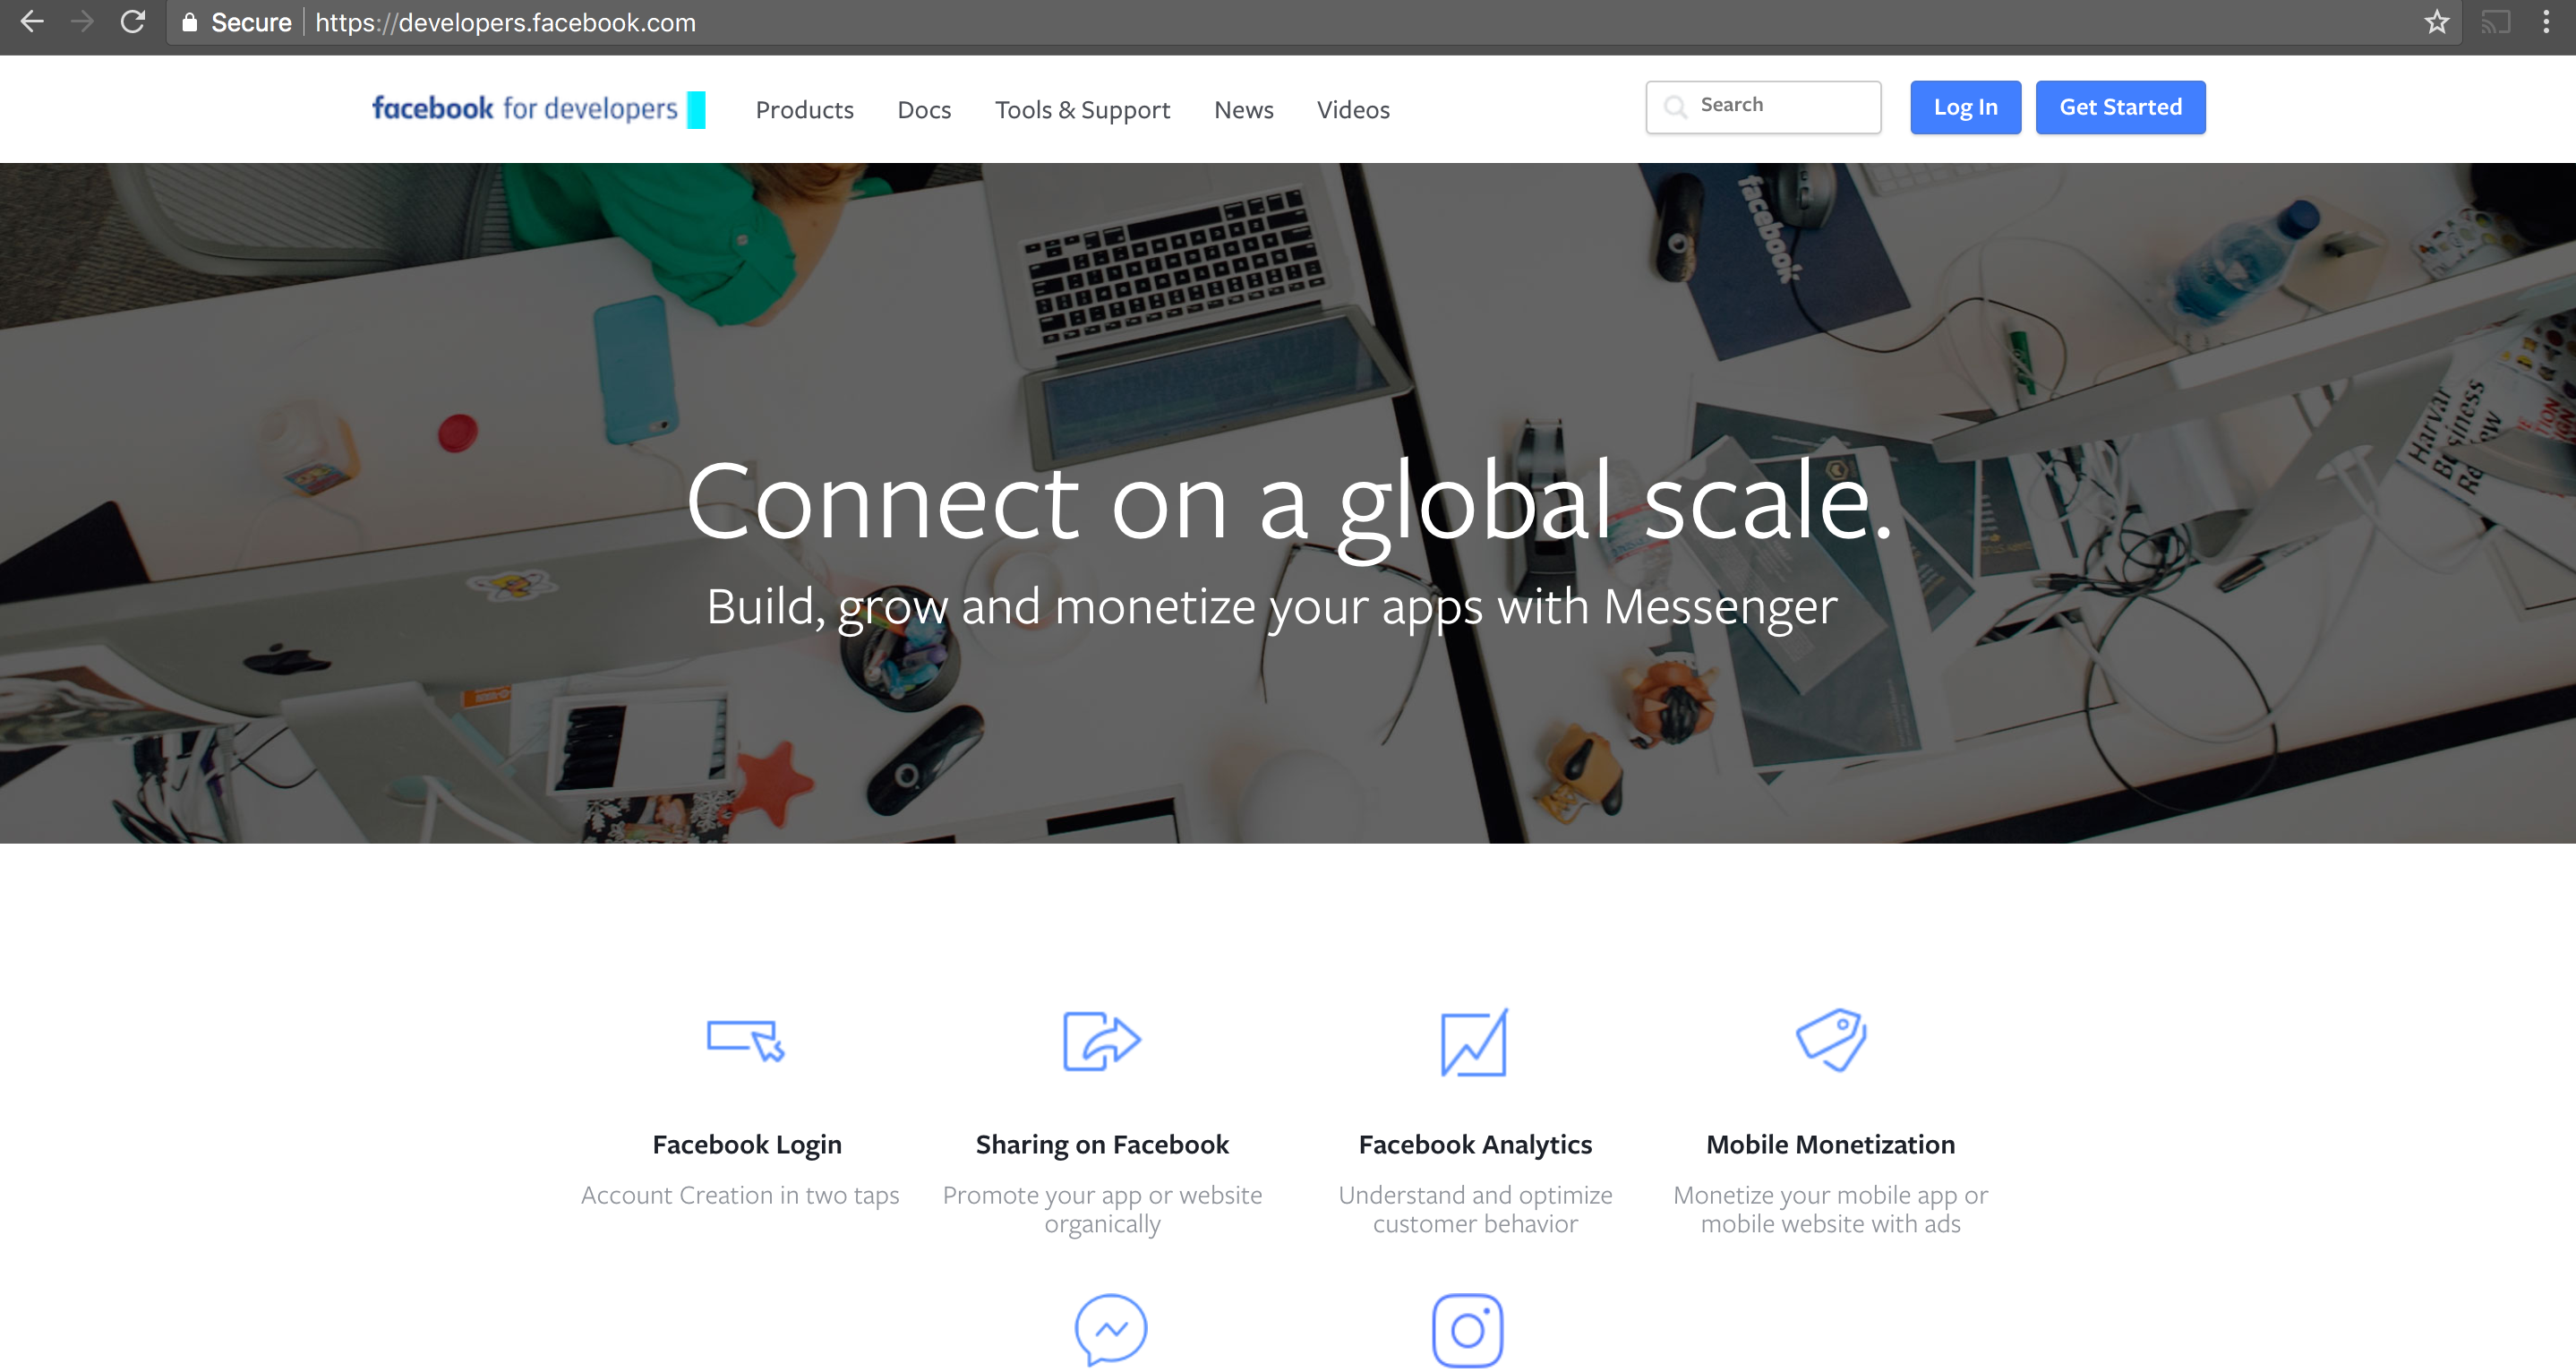 Secure https://developers.facebook.com
facebook for developers Products Docs Tools & Support News Videos Search Log In Get Started
facebook
Harvar
Business
Connect on a global scale.
Build, grow and monetize your apps with Messenger
Facebook Login Sharing on Facebook Facebook Analytics Mobile Monetization
Account Creation in two taps Promote your app or website Understand and optimize Monetize your mobile app or
organically customer behavior mobile website with ads